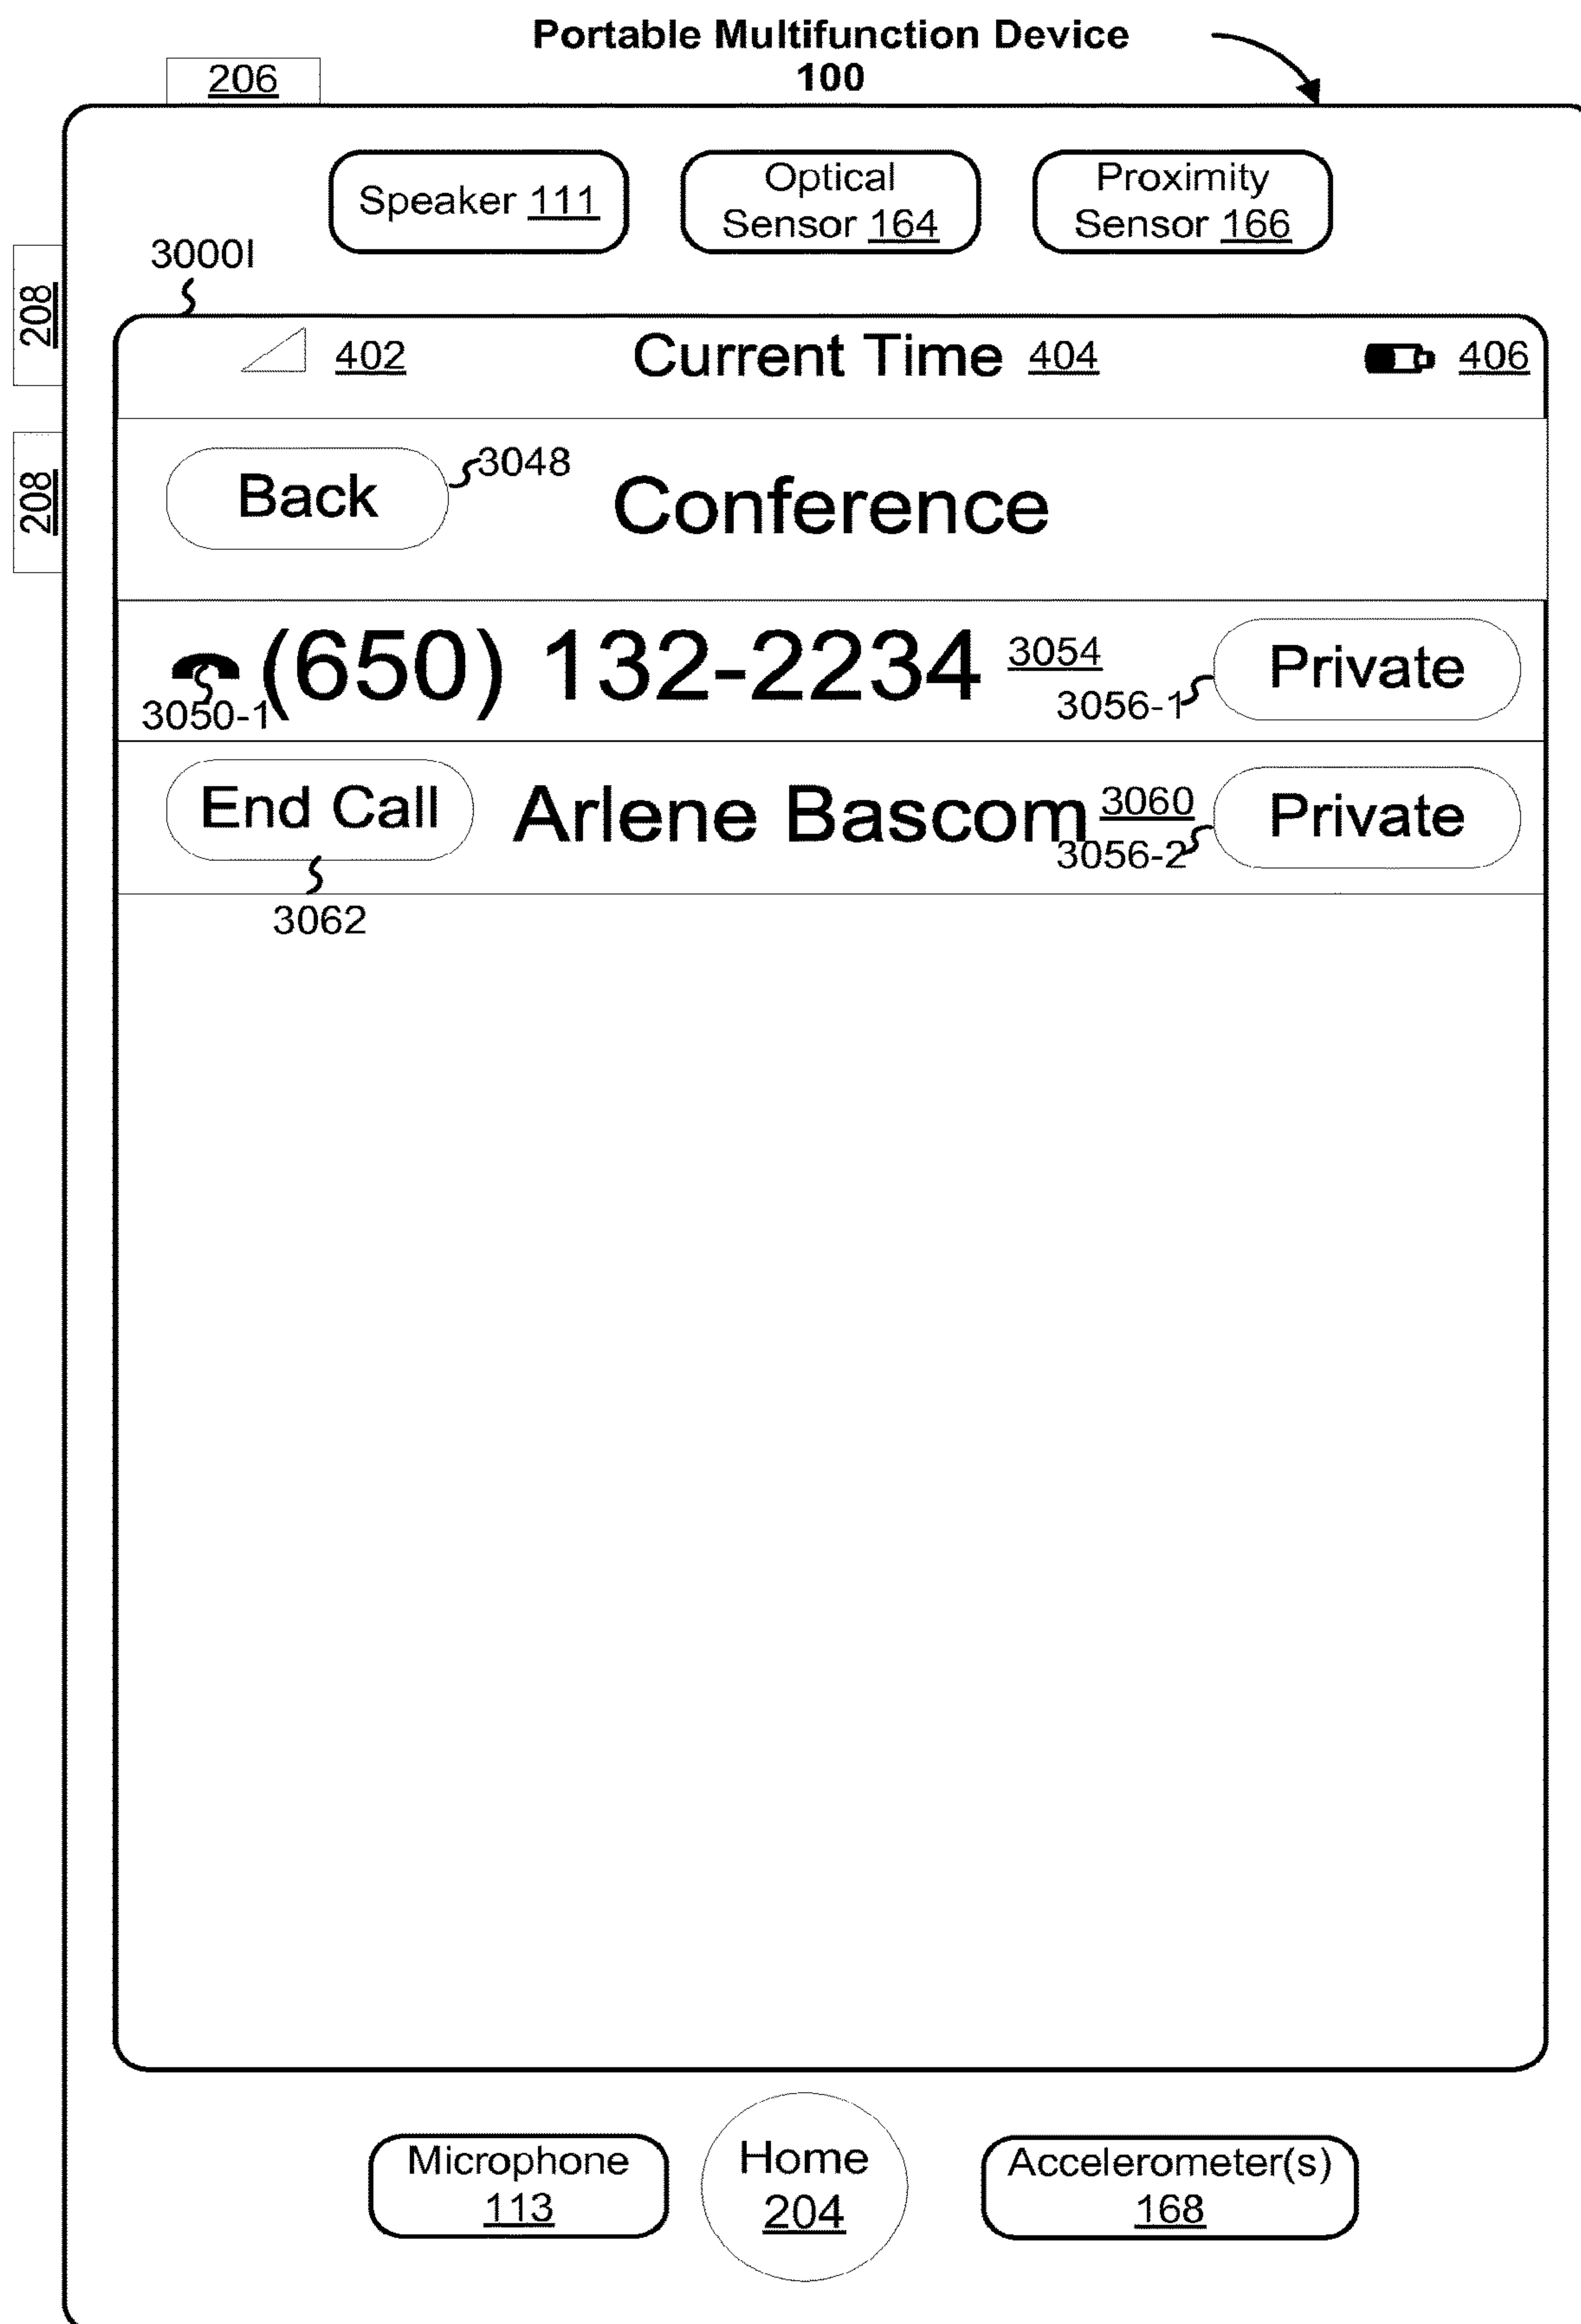 Portable Multifunction Device
100
206
Speaker 111
Optical
Sensor 164
Proximity
Sensor 166
3000I
208
402
Current Time 404
406
208
Back
3048
Conference
(650) 132-2234
3054
Private
3050-1
3056-1
End Call
Arlene Bascom
3060
Private
3056-2
3062
Microphone
113
Home
204
Accelerometer(s)
168